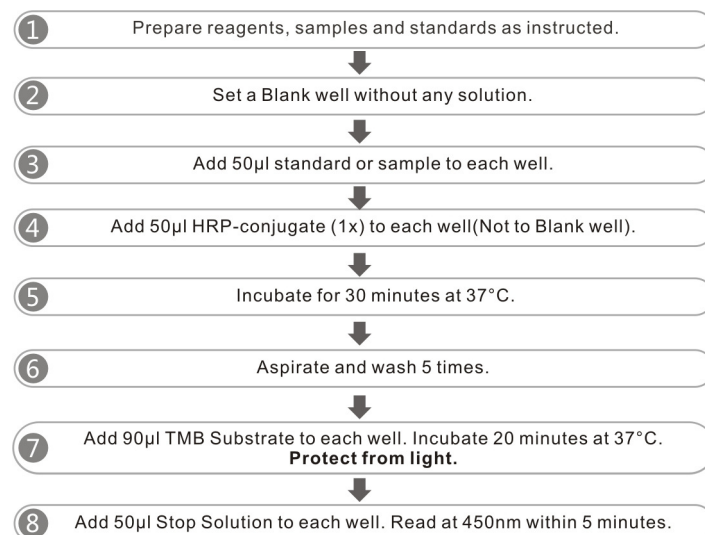 1 Prepare reagents, samples and standards as instructed.
2 Set a Blank well without any solution.
3 Add 50μl standard or sample to each well.
4 Add 50μl HRP-conjugate (1x) to each well(Not to Blank well).
5 Incubate for 30 minutes at 37°C.
6 Aspirate and wash 5 times.
7 Add 90μl TMB Substrate to each well. Incubate 20 minutes at 37°C.
Protect from light.
8 Add 50μl Stop Solution to each well. Read at 450nm within 5 minutes.